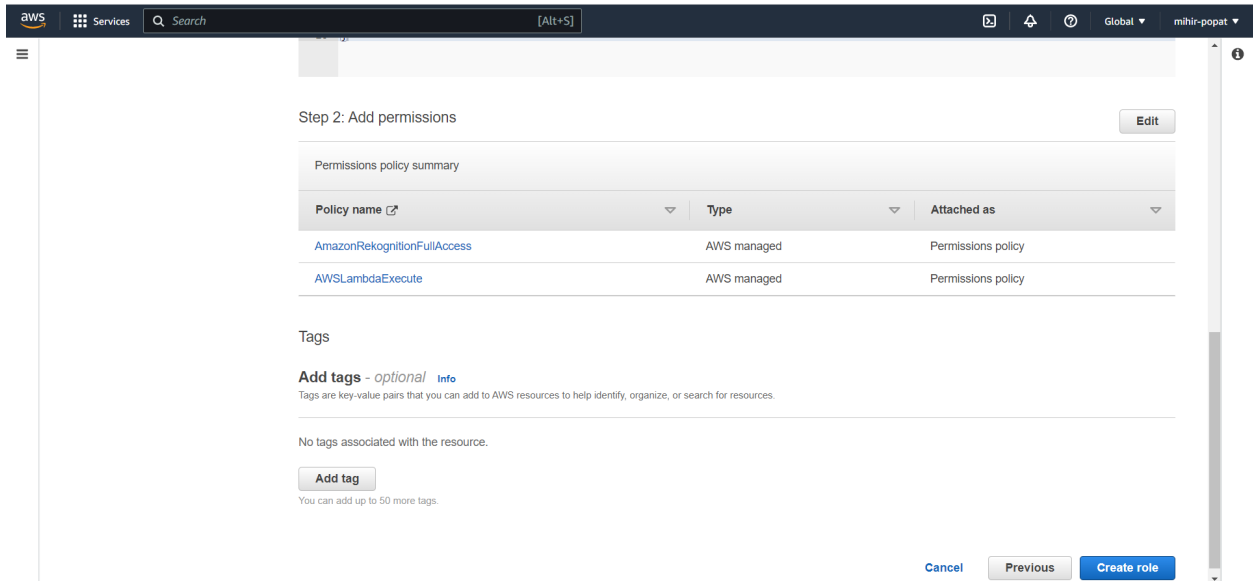 aws Services Search [Alt+S] Global mihir-popat
Step 2: Add permissions Edit
Permissions policy summary
Policy name Type Attached as
AmazonRekognitionFullAccess AWS managed Permissions policy
AWSLambdaExecute AWS managed Permissions policy
Tags
Add tags - optional Info
Tags are key-value pairs that you can add to AWS resources to help identify, organize, or search for resources.
No tags associated with the resource.
Add tag
You can add up to 50 more tags.
Cancel Previous Create role